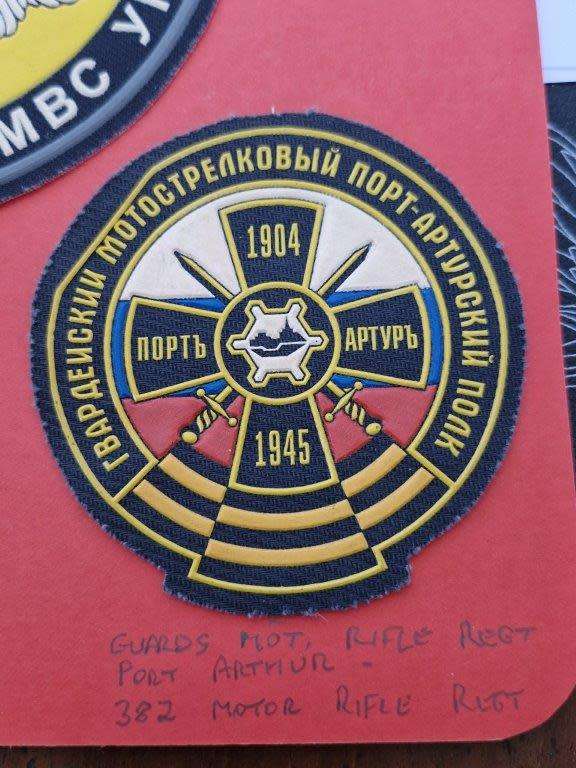 МВС УК
ГВАРДЕЙСКИЙ МОТОСТРЕЛКОВЫЙ ПОРТ-АРТУРСКИЙ ПОЛК
1904
ПОРТЪ АРТУРЪ
1945
GUARDS MOT, RIFLE REGT
PORT ARTHUR -
382 MOTOR RIFLE REGT